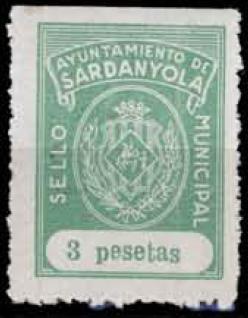 AYUNTAMIENTO DE
SARDANYOLA
SELLO
MUNICIPAL
3 pesetas